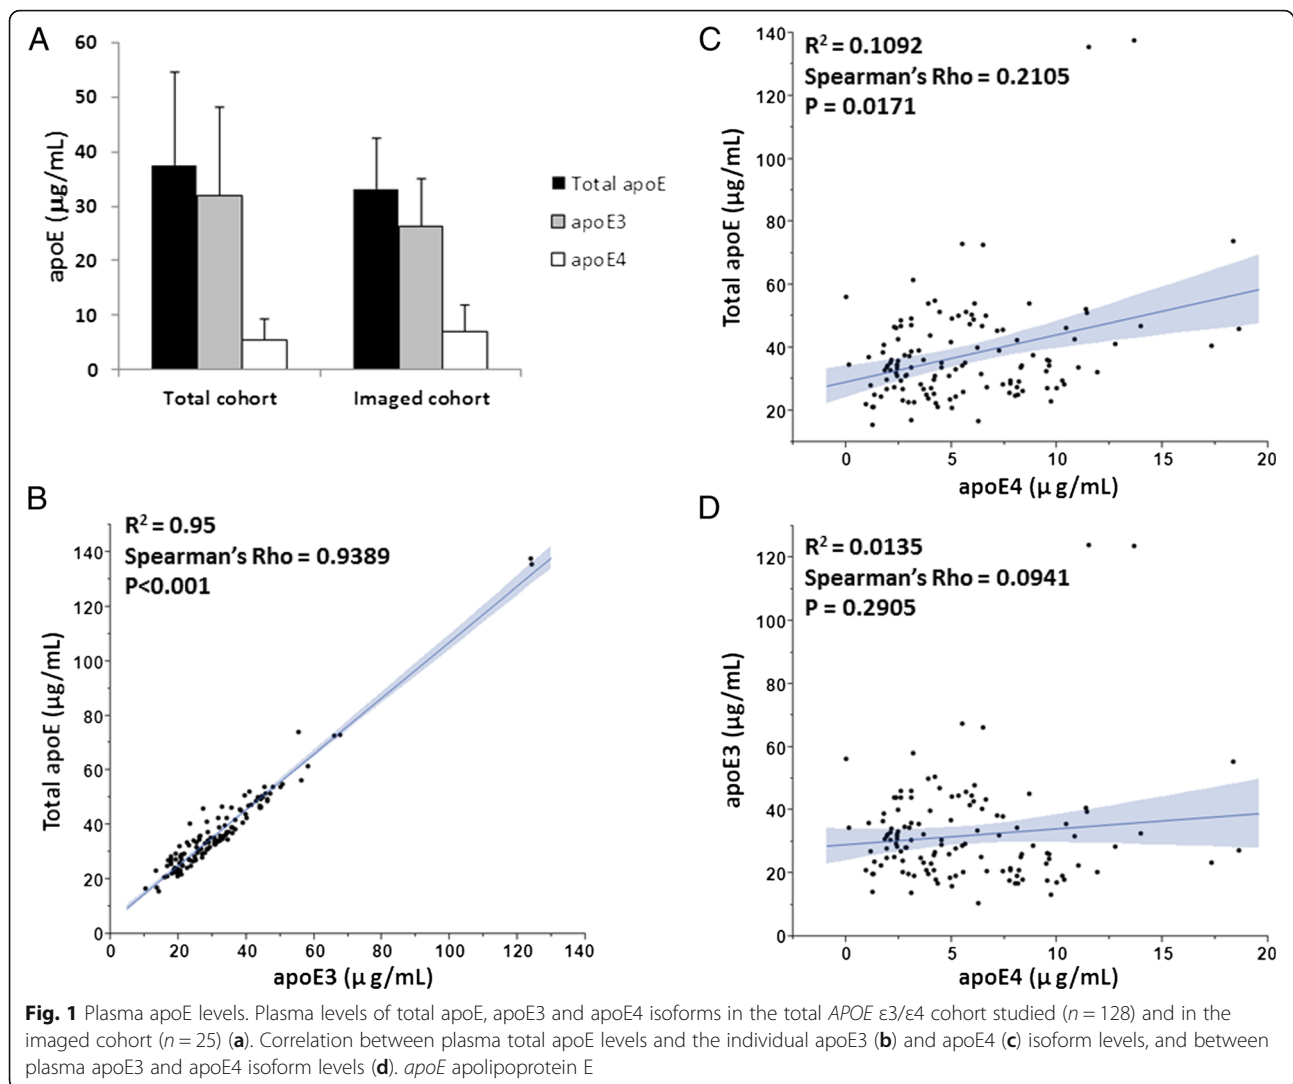 A
60
50
40
30
20
10
0
apoE (µg/mL)
Total cohort
Imaged cohort
Total apoE
apoE3
apoE4
C
R² = 0.1092
Spearman's Rho = 0.2105
P = 0.0171
140
120
100
80
60
40
20
Total apoE (µg/mL)
0
5
10
15
20
apoE4 (µ g/mL)
B
R² = 0.95
Spearman's Rho = 0.9389
P<0.001
140
120
100
80
60
40
20
0
Total apoE (µg/mL)
0
20
40
60
80
100
120
140
apoE3 (µ g/mL)
D
R² = 0.0135
Spearman's Rho = 0.0941
P = 0.2905
120
100
80
60
40
20
0
apoE3 (µg/mL)
0
5
10
15
20
apoE4 (µ g/mL)
Fig. 1 Plasma apoE levels. Plasma levels of total apoE, apoE3 and apoE4 isoforms in the total APOE ε3/ε4 cohort studied (n = 128) and in the
imaged cohort (n = 25) (a). Correlation between plasma total apoE levels and the individual apoE3 (b) and apoE4 (c) isoform levels, and between
plasma apoE3 and apoE4 isoform levels (d). apoE apolipoprotein E